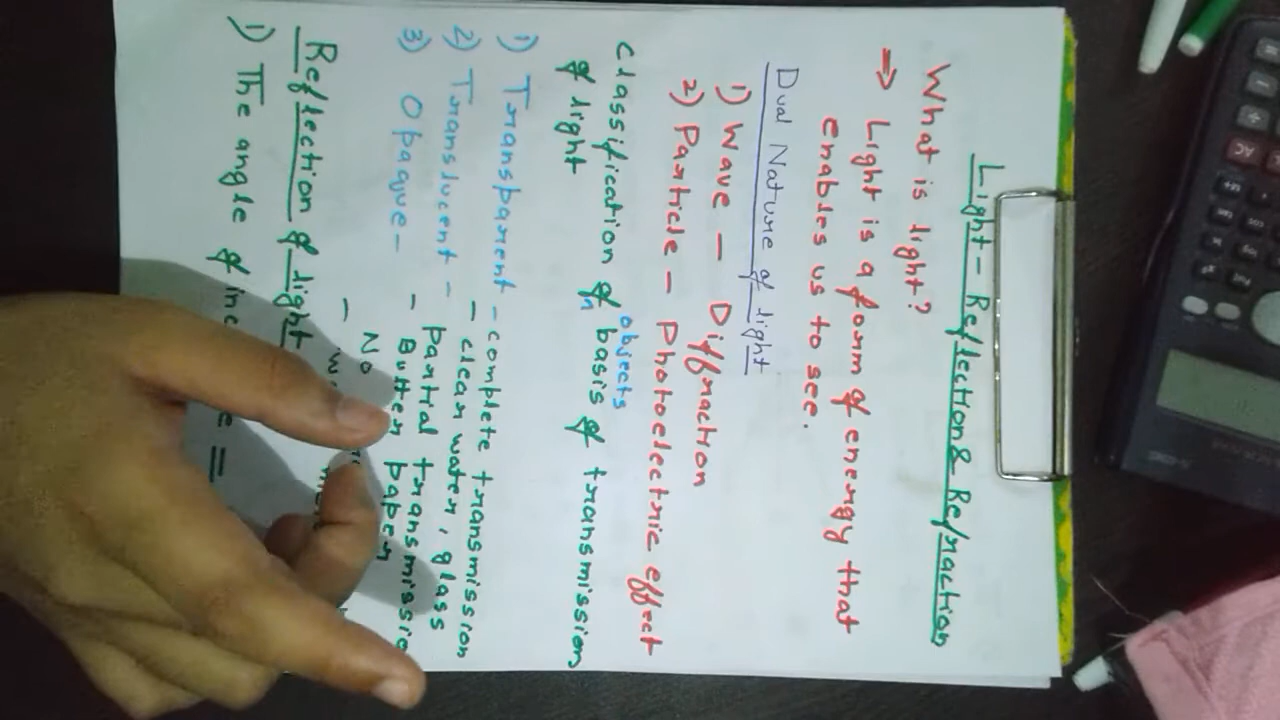 Light - Reflection & Refraction
What is light?
⇒ Light is a form of energy that
enables us to see.
Dual Nature of light
1) Wave - Diffraction
2) Particle - Photoelectric effect
objects
Classification of basis of transmission
of light
1) Transparent - complete transmission
- clear water, glass
2) Translucent - partial transmissio
- Butter paper
3) Opaque - No
-
Reflection of light
1) The angle of inc =